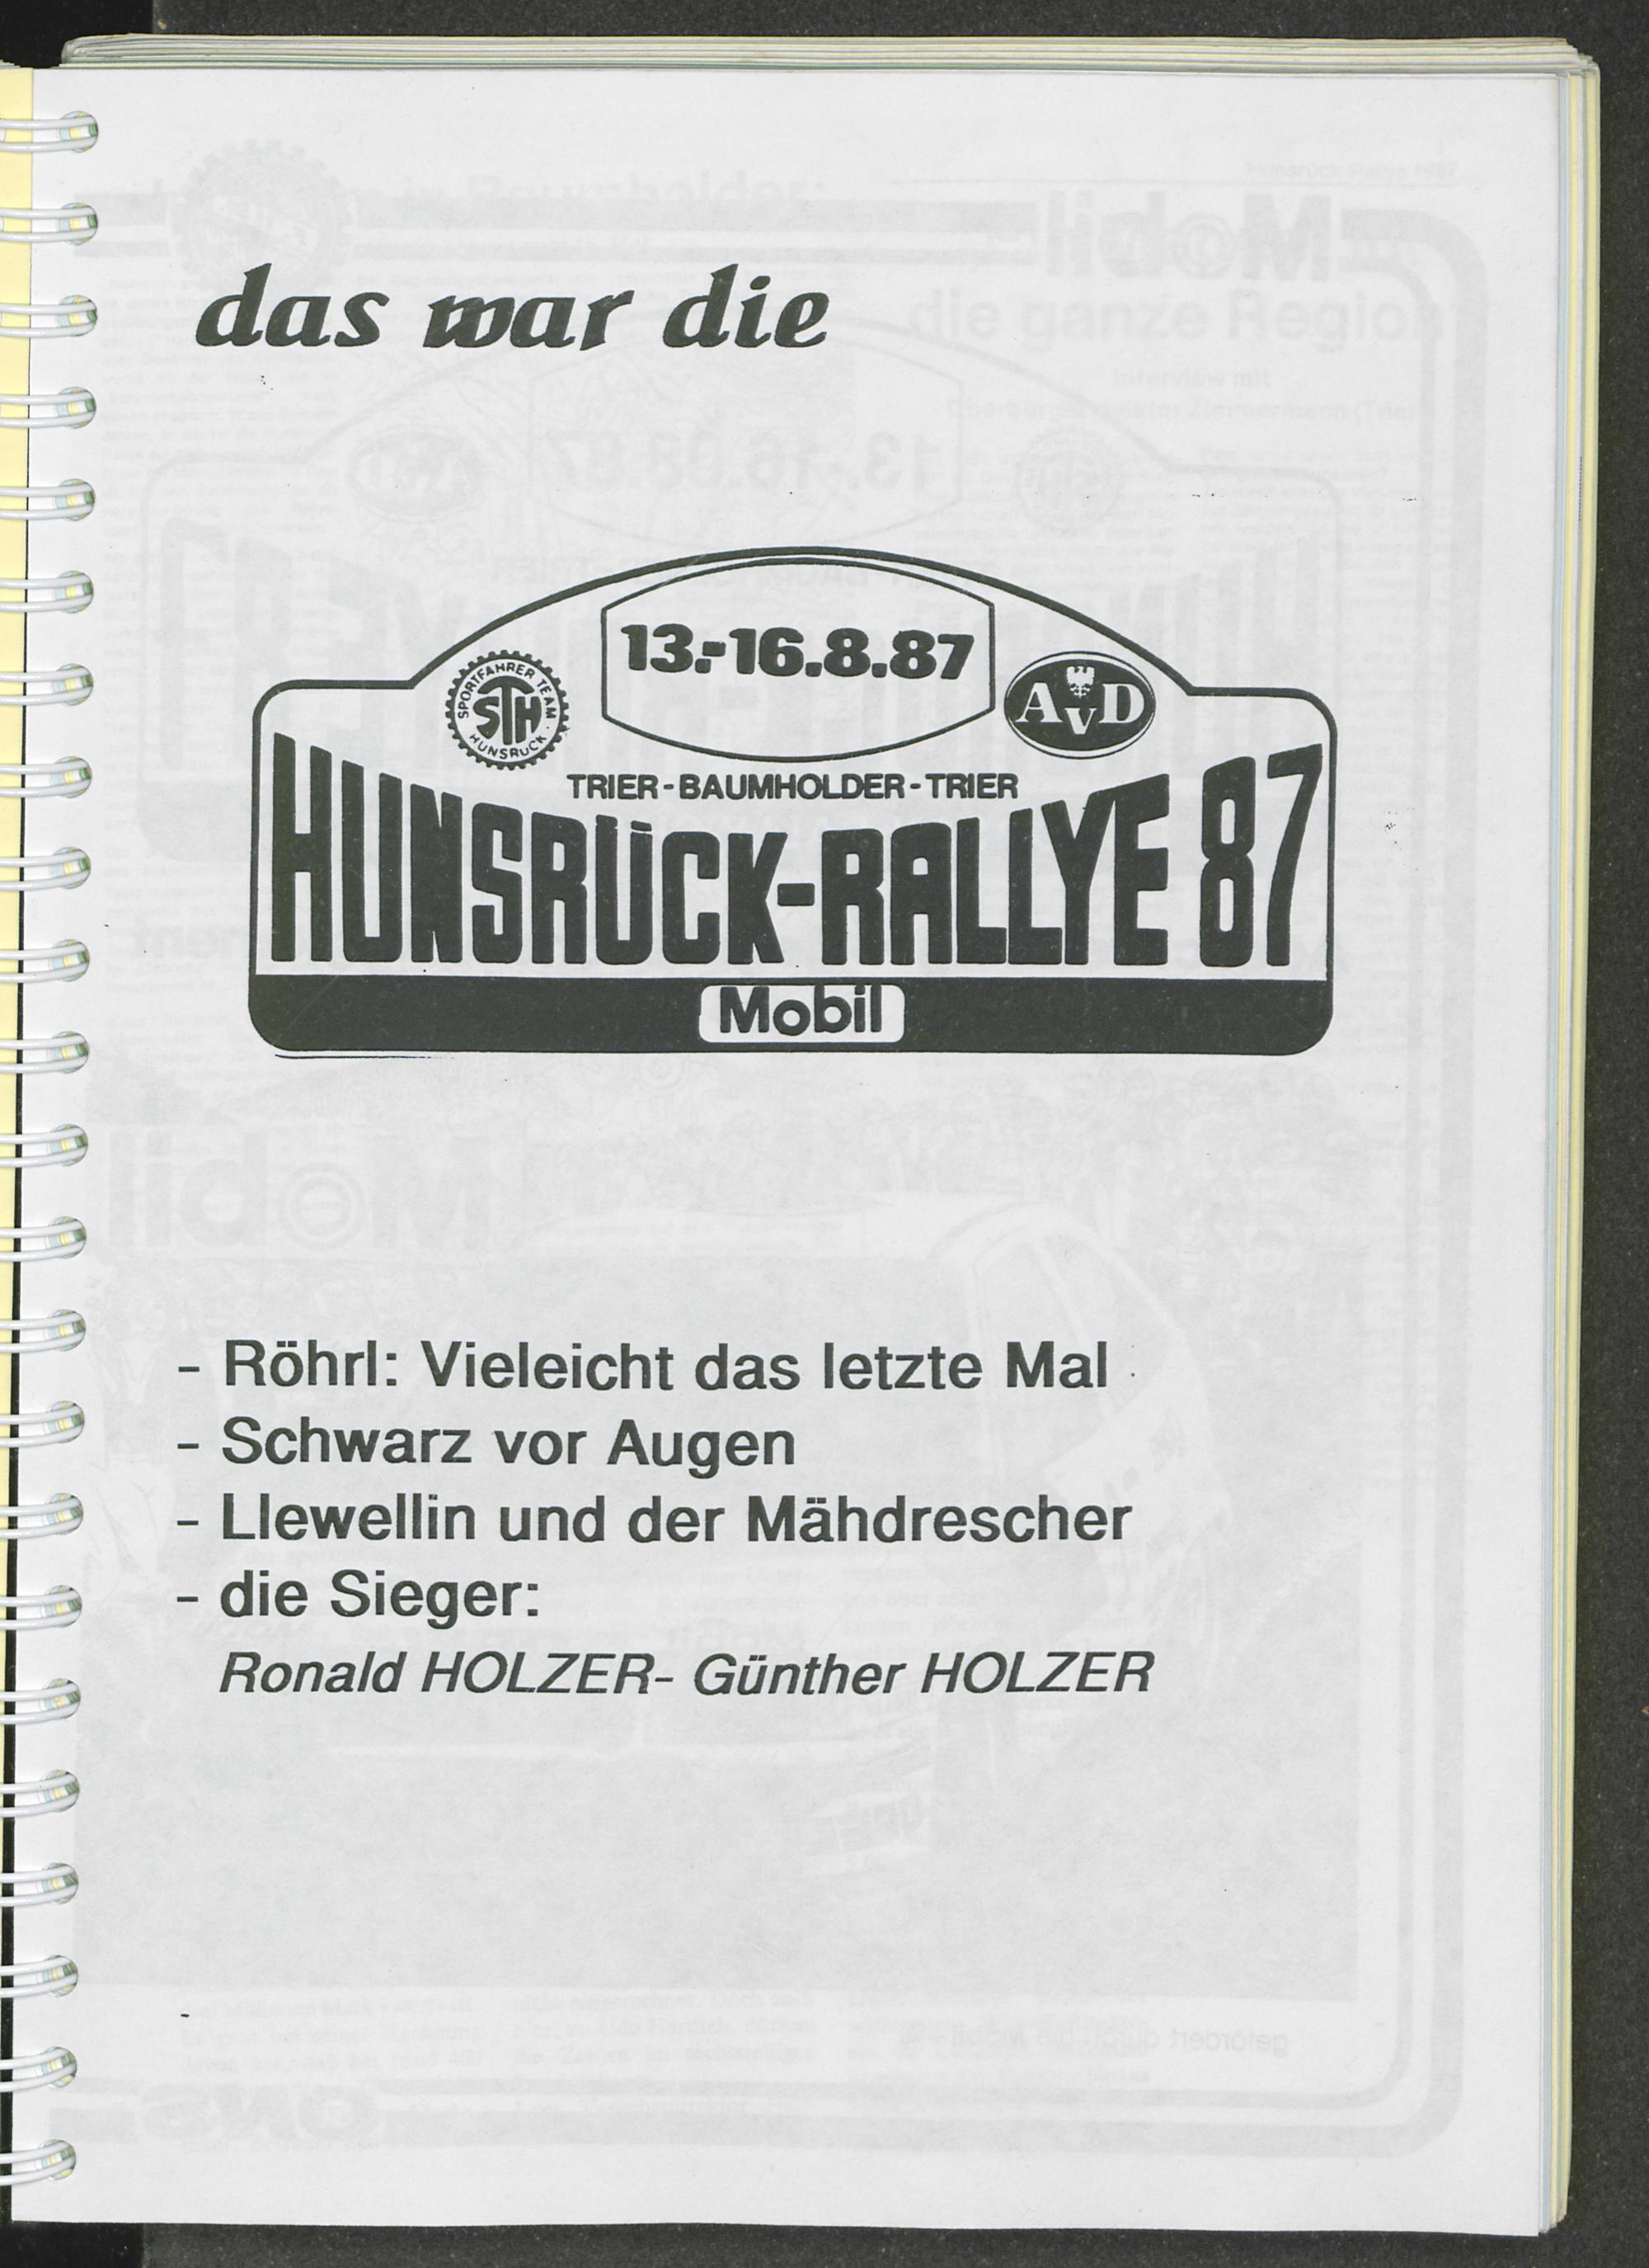 das war die
13.-16.8.87
SPORTFAHRER TEAM
STH
HUNSRÜCK
AvD
TRIER-BAUMHOLDER-TRIER
HUNSRÜCK-RALLYE 87
Mobil
- Röhrl: Vieleicht das letzte Mal
- Schwarz vor Augen
- Llewellin und der Mähdrescher
- die Sieger:
Ronald HOLZER- Günther HOLZER